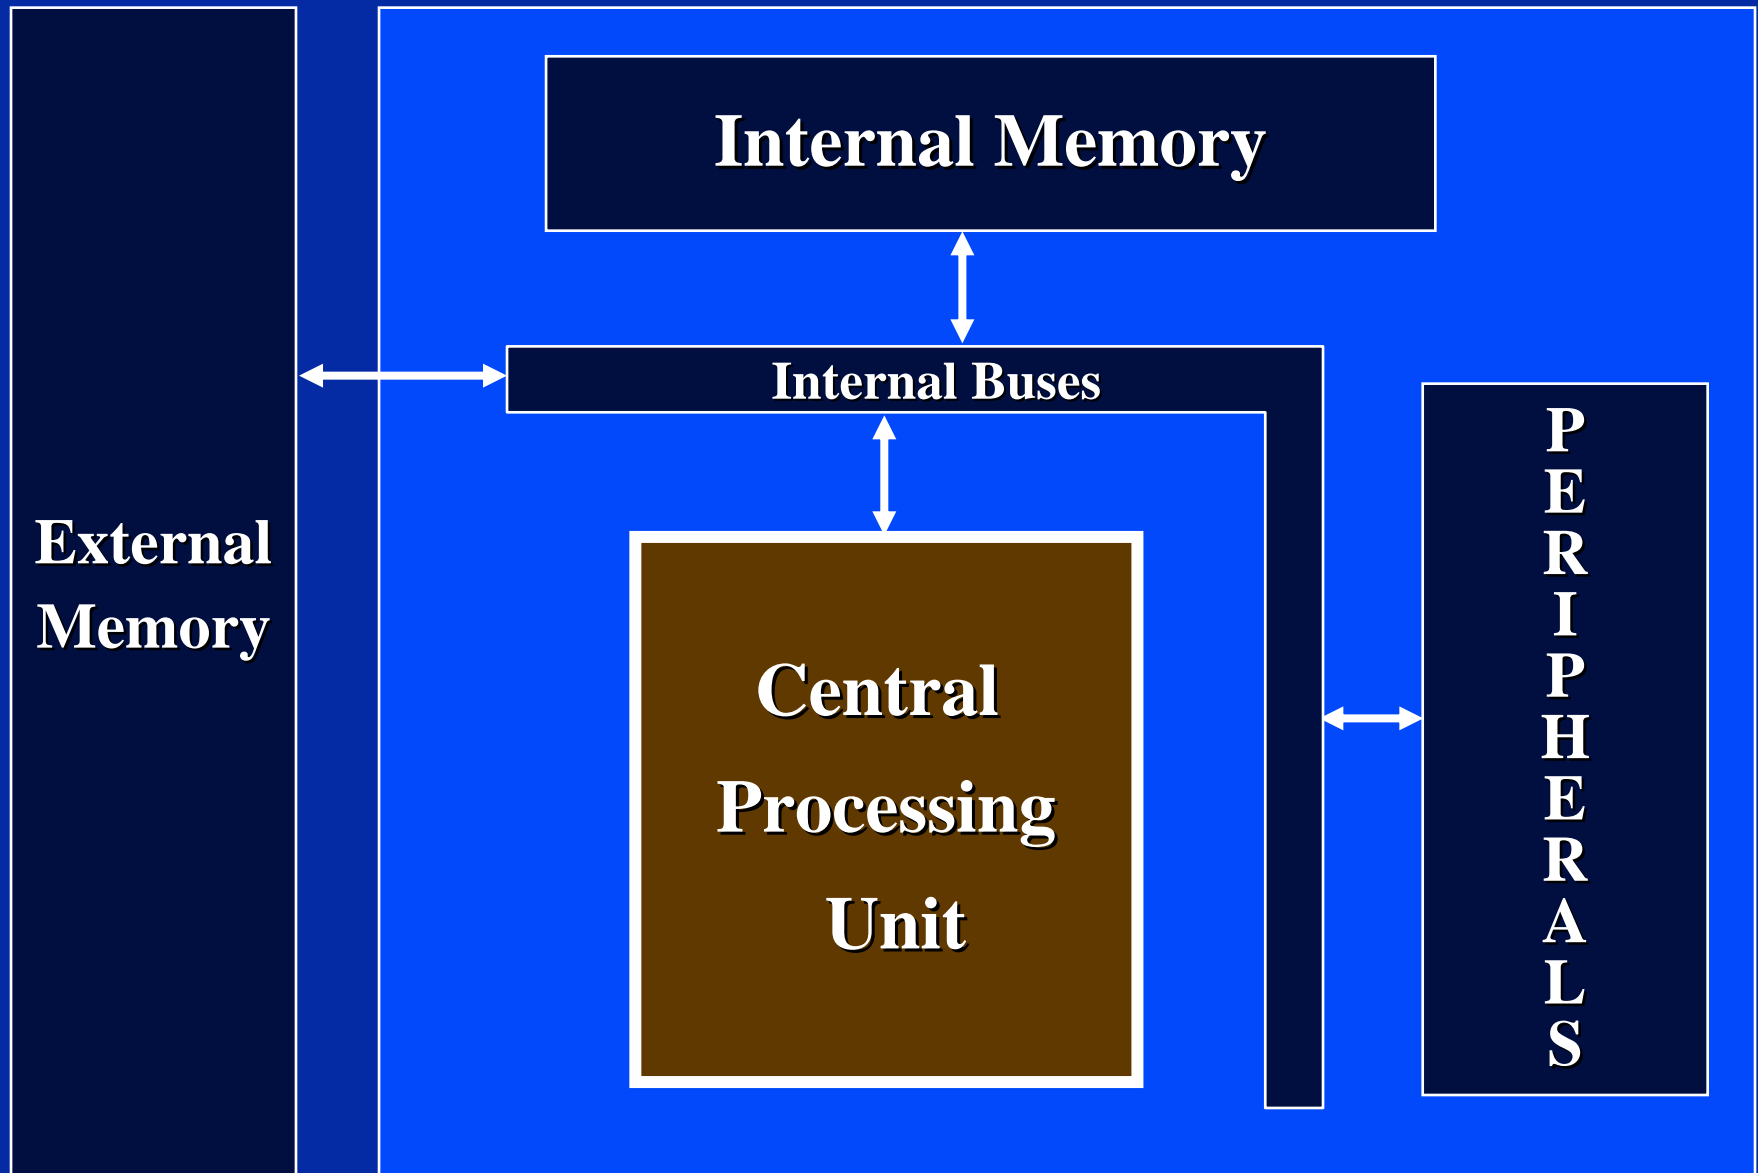 Internal Memory
Internal Buses
External
Memory
Central
Processing
Unit
P
E
R
I
P
H
E
R
A
L
S